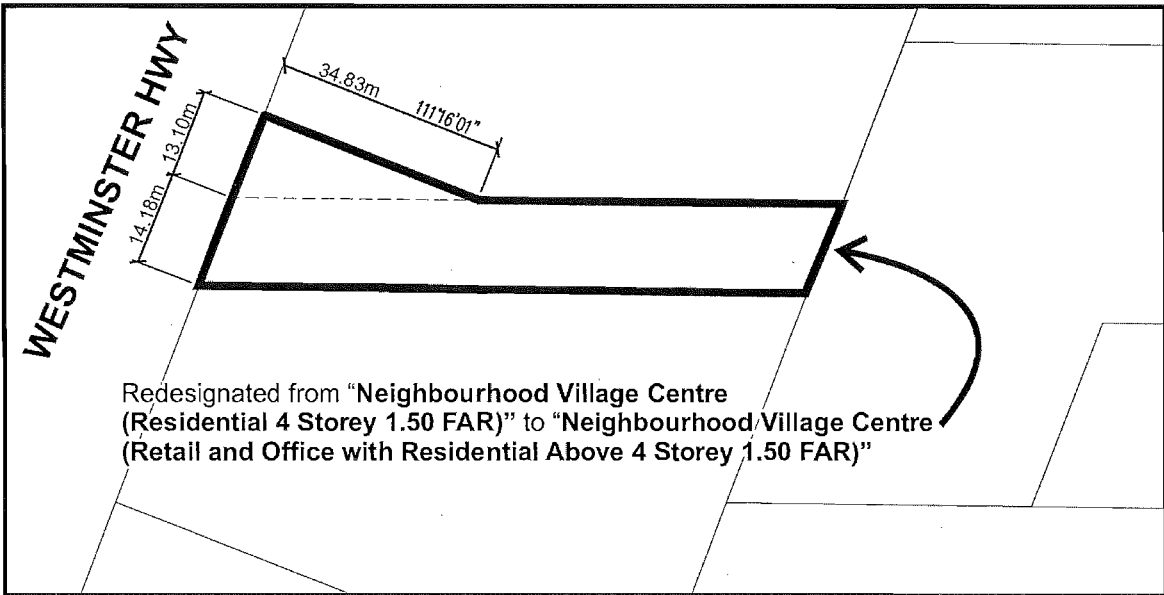 WESTMINSTER HWY
13.10m
14.18m
34.83m
111°16'01"
Redesignated from “Neighbourhood Village Centre
(Residential 4 Storey 1.50 FAR)” to “Neighbourhood Village Centre
(Retail and Office with Residential Above 4 Storey 1.50 FAR)”